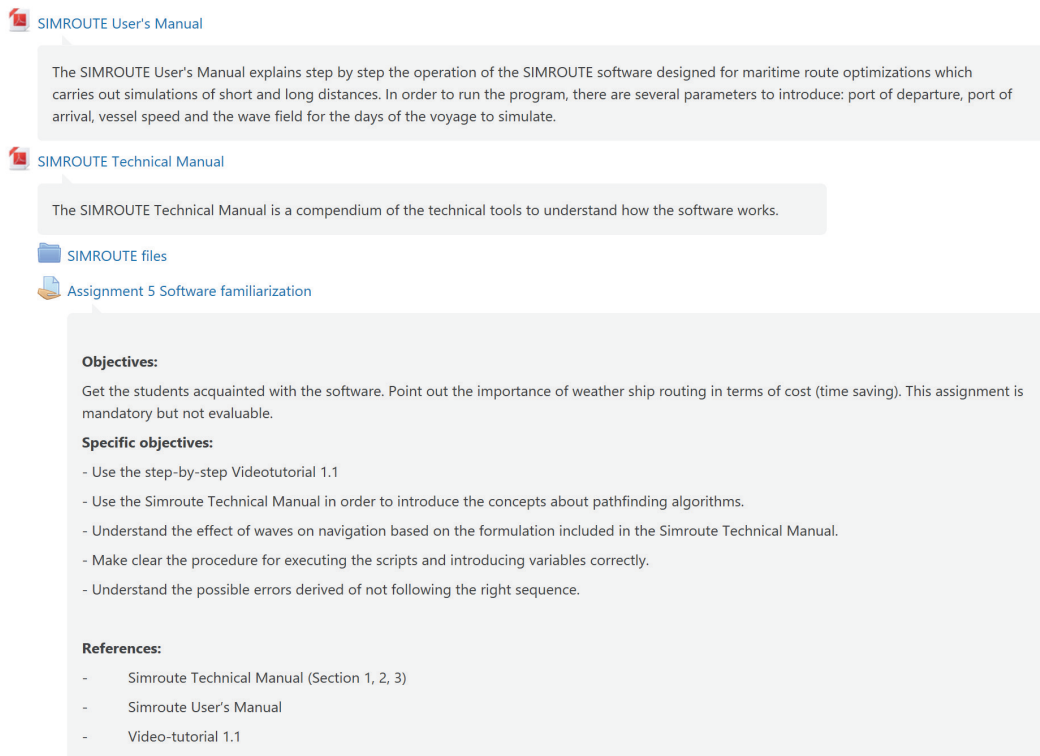 SIMROUTE User's Manual
The SIMROUTE User's Manual explains step by step the operation of the SIMROUTE software designed for maritime route optimizations which
carries out simulations of short and long distances. In order to run the program, there are several parameters to introduce: port of departure, port of
arrival, vessel speed and the wave field for the days of the voyage to simulate.
SIMROUTE Technical Manual
The SIMROUTE Technical Manual is a compendium of the technical tools to understand how the software works.
SIMROUTE files
Assignment 5 Software familiarization
Objectives:
Get the students acquainted with the software. Point out the importance of weather ship routing in terms of cost (time saving). This assignment is
mandatory but not evaluable.
Specific objectives:
- Use the step-by-step Videotutorial 1.1
- Use the Simroute Technical Manual in order to introduce the concepts about pathfinding algorithms.
- Understand the effect of waves on navigation based on the formulation included in the Simroute Technical Manual.
- Make clear the procedure for executing the scripts and introducing variables correctly.
- Understand the possible errors derived of not following the right sequence.
References:
- Simroute Technical Manual (Section 1, 2, 3)
- Simroute User's Manual
- Video-tutorial 1.1